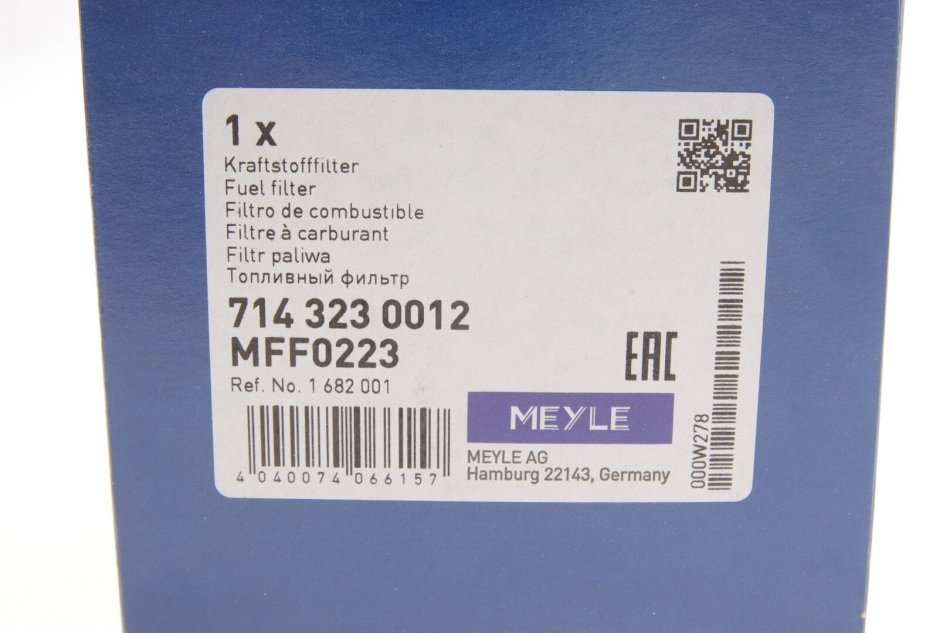 1 x
Kraftstofffilter
Fuel filter
Filtro de combustible
Filtre à carburant
Filtr paliwa
Топливный фильтр
714 323 0012
MFF0223
Ref. No. 1 682 001
EAC
MEYLE
MEYLE AG
Hamburg 22143, Germany
4 040074 066157
000W278